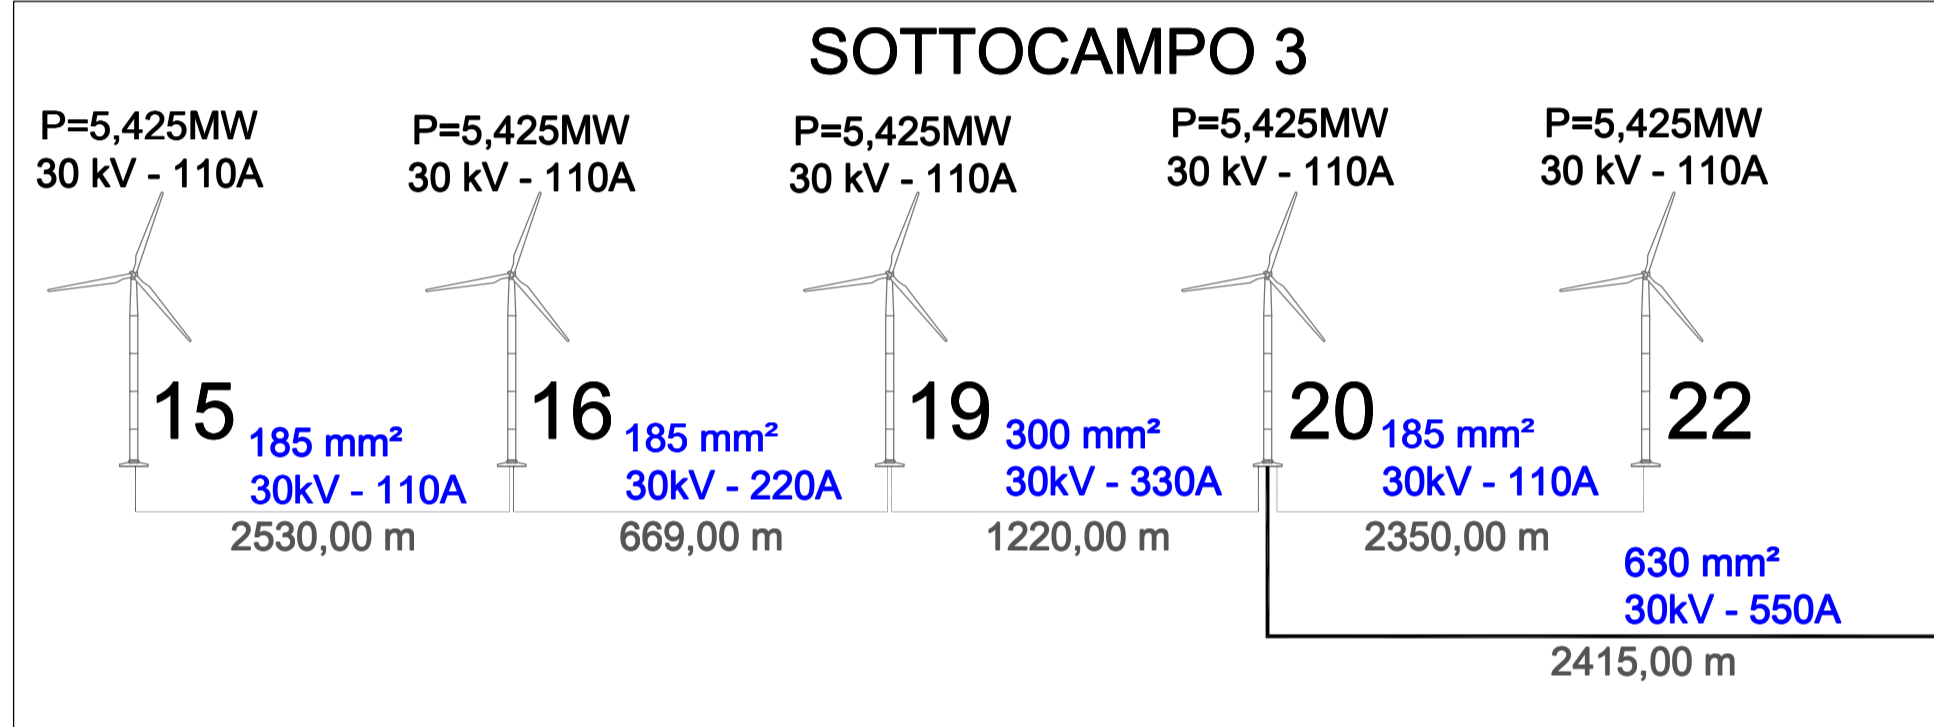 SOTTOCAMPO 3
P=5,425MW
30 kV - 110A
P=5,425MW
30 kV - 110A
P=5,425MW
30 kV - 110A
P=5,425MW
30 kV - 110A
P=5,425MW
30 kV - 110A
15
185 mm²
30kV - 110A
2530,00 m
16
185 mm²
30kV - 220A
669,00 m
19
300 mm²
30kV - 330A
1220,00 m
20
185 mm²
30kV - 110A
2350,00 m
22
630 mm²
30kV - 550A
2415,00 m